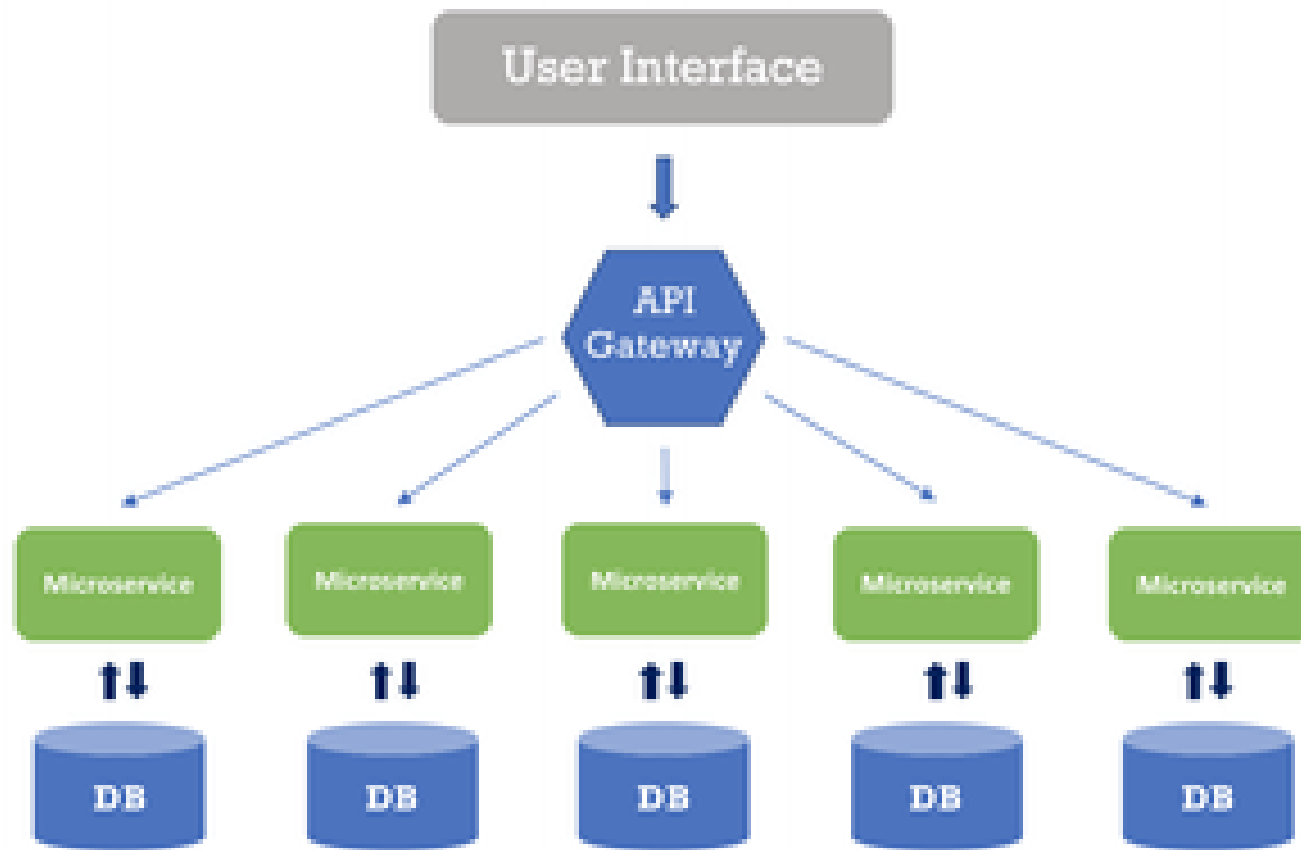 User Interface
API
Gateway
Microservice
Microservice
Microservice
Microservice
Microservice
DB
DB
DB
DB
DB